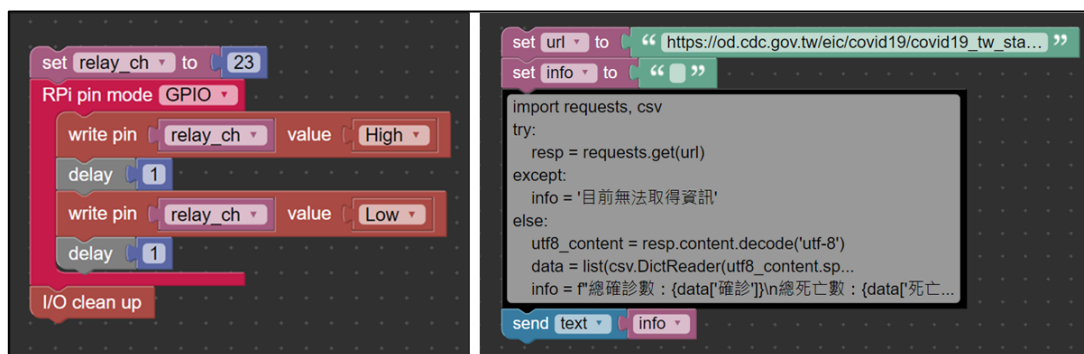 set relay_ch to 23
RPi pin mode GPIO
write pin relay_ch value High
delay 1
write pin relay_ch value Low
delay 1
I/O clean up
set url to “ https://od.cdc.gov.tw/eic/covid19/covid19_tw_sta... ”
set info to “ ”
import requests, csv
try:
resp = requests.get(url)
except:
info = '目前無法取得資訊'
else:
utf8_content = resp.content.decode('utf-8')
data = list(csv.DictReader(utf8_content.sp...
info = f"總確診數：{data['確診']}\n總死亡數：{data['死亡...
send text info